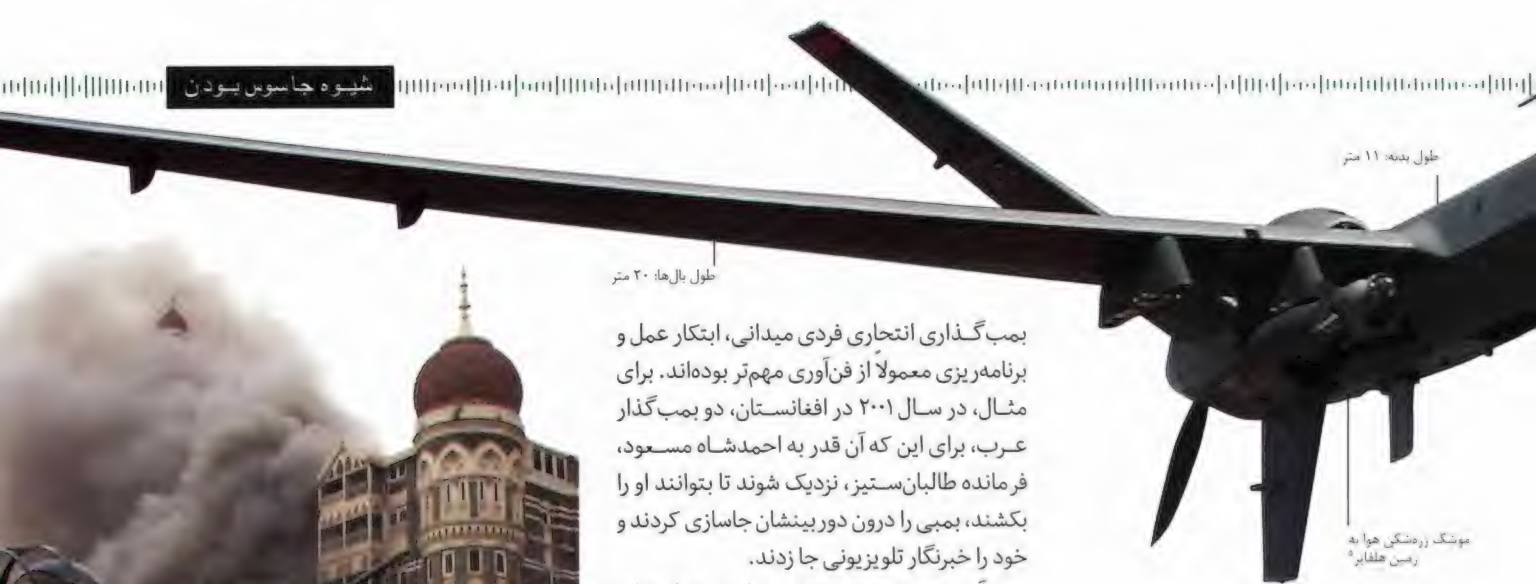 شیوه جاسوس بودن
طول بدنه: ۱۱ متر
طول بال‌ها: ۲۰ متر
بمب‌گذاری انتحاری فردی میدانی، ابتکار عمل و
برنامه‌ریزی معمولاً از فن‌آوری مهم‌تر بوده‌اند. برای
مثال، در سال ۲۰۰۱ در افغانستان، دو بمب‌گذار
عرب، برای این که آن قدر به احمدشاه مسعود،
فرمانده طالبان‌ستیز، نزدیک شوند تا بتوانند او را
بکشند، بمبی را درون دوربینشان جاسازی کردند و
خود را خبرنگار تلویزیونی جا زدند.
موشک زره‌شکن هوا به
زمین هلفایر⁵